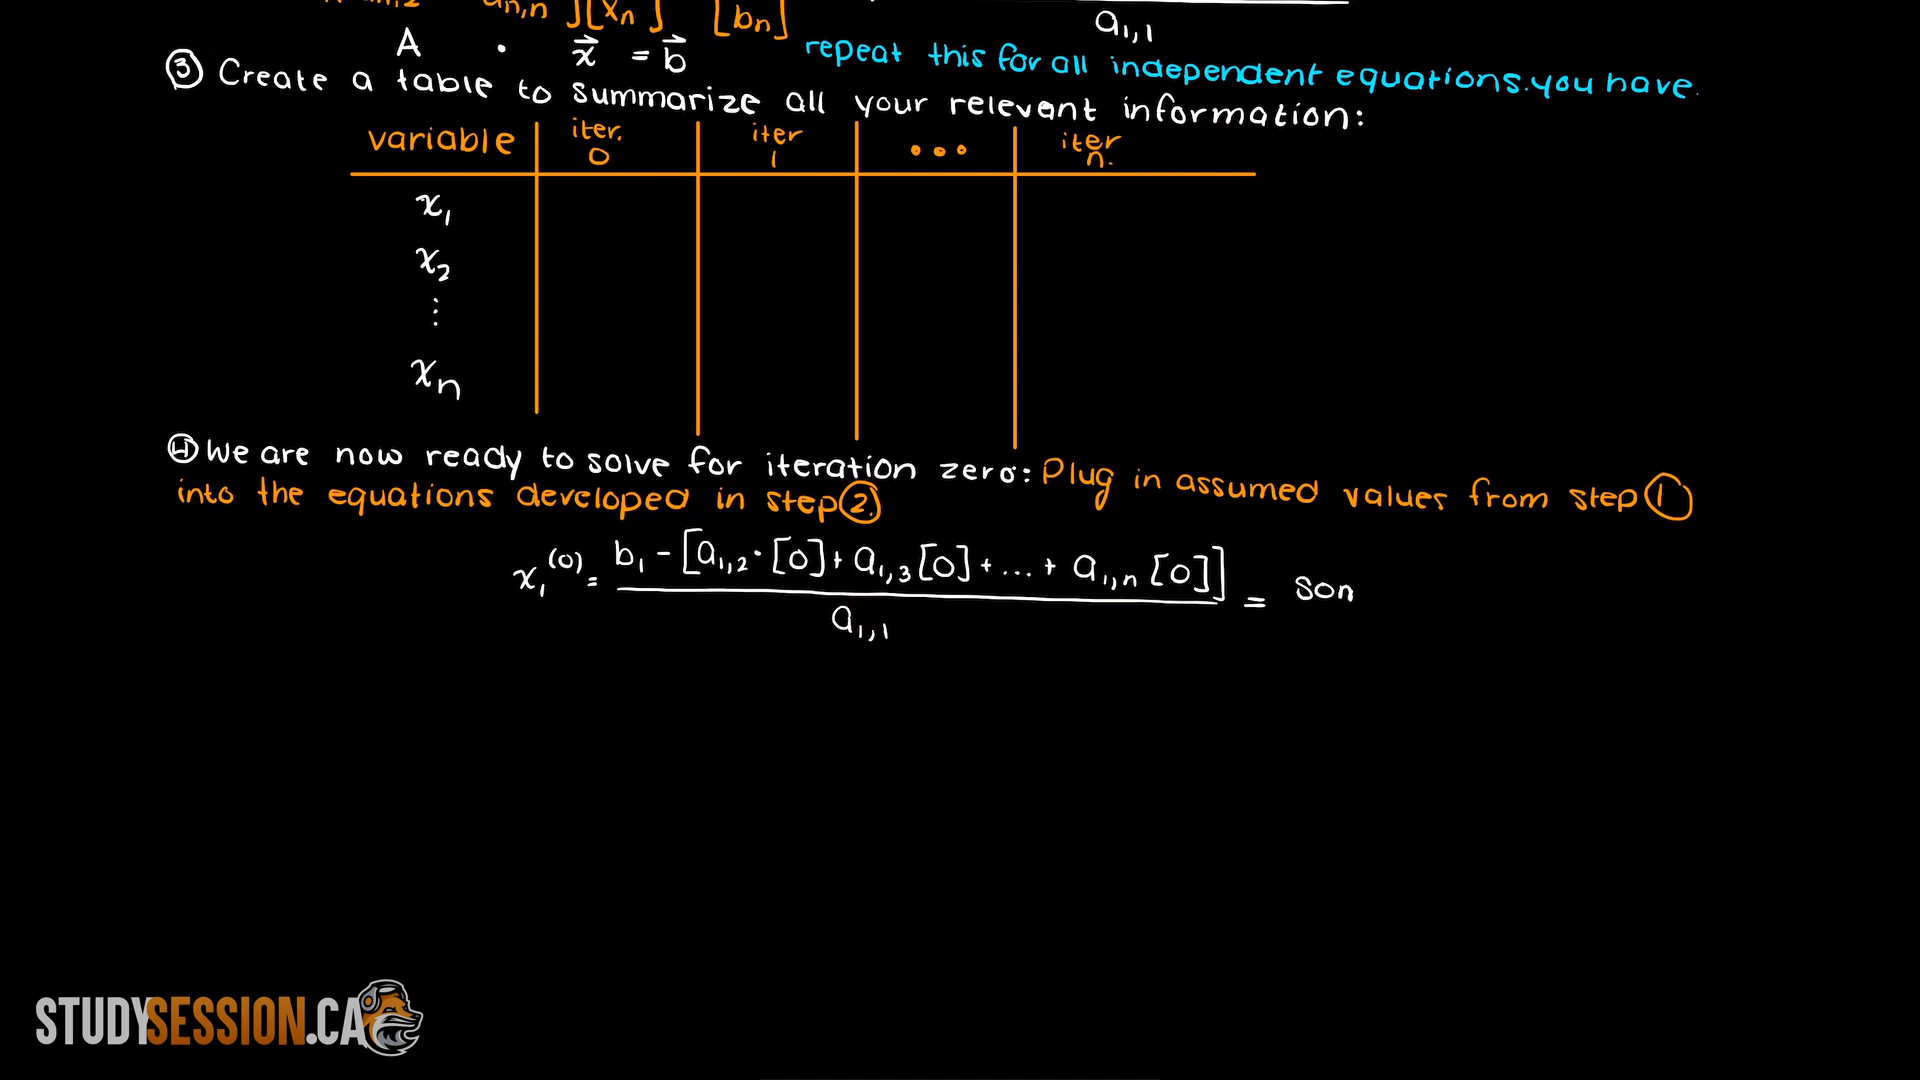 a n,n ] [ x n ] [ b n ]
a 1,1
A · x⃗ = b⃗
repeat this for all independent equations.you have.
③ Create a table to summarize all your relevant information:
variable iter. 0 iter 1 ... iter n.
x₁
x₂
⋮
xₙ
④ We are now ready to solve for iteration zero: Plug in assumed values from step ①
into the equations developed in step ②.
x₁⁽⁰⁾ = b₁ - [a₁,₂ · [0] + a₁,₃ [0] + ... + a₁,ₙ [0]] = son
a₁,₁
STUDYSESSION.CA